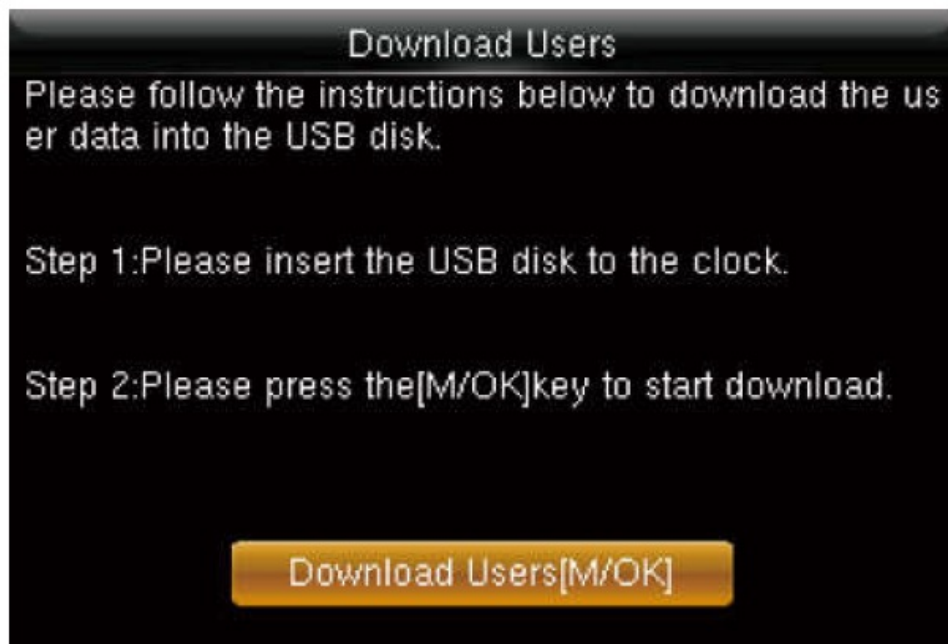 Download Users
Please follow the instructions below to download the us
er data into the USB disk.
Step 1:Please insert the USB disk to the clock.
Step 2:Please press the[M/OK]key to start download.
Download Users[M/OK]